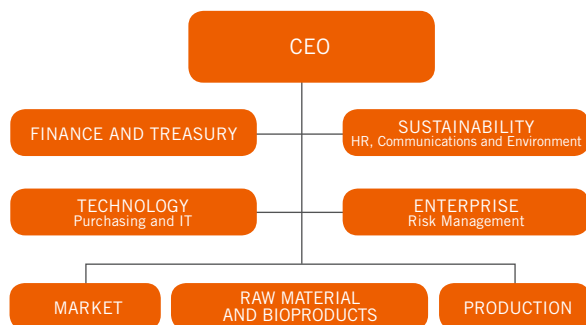 CEO
FINANCE AND TREASURY
SUSTAINABILITY
HR, Communications and Environment
TECHNOLOGY
Purchasing and IT
ENTERPRISE
Risk Management
MARKET
RAW MATERIAL
AND BIOPRODUCTS
PRODUCTION